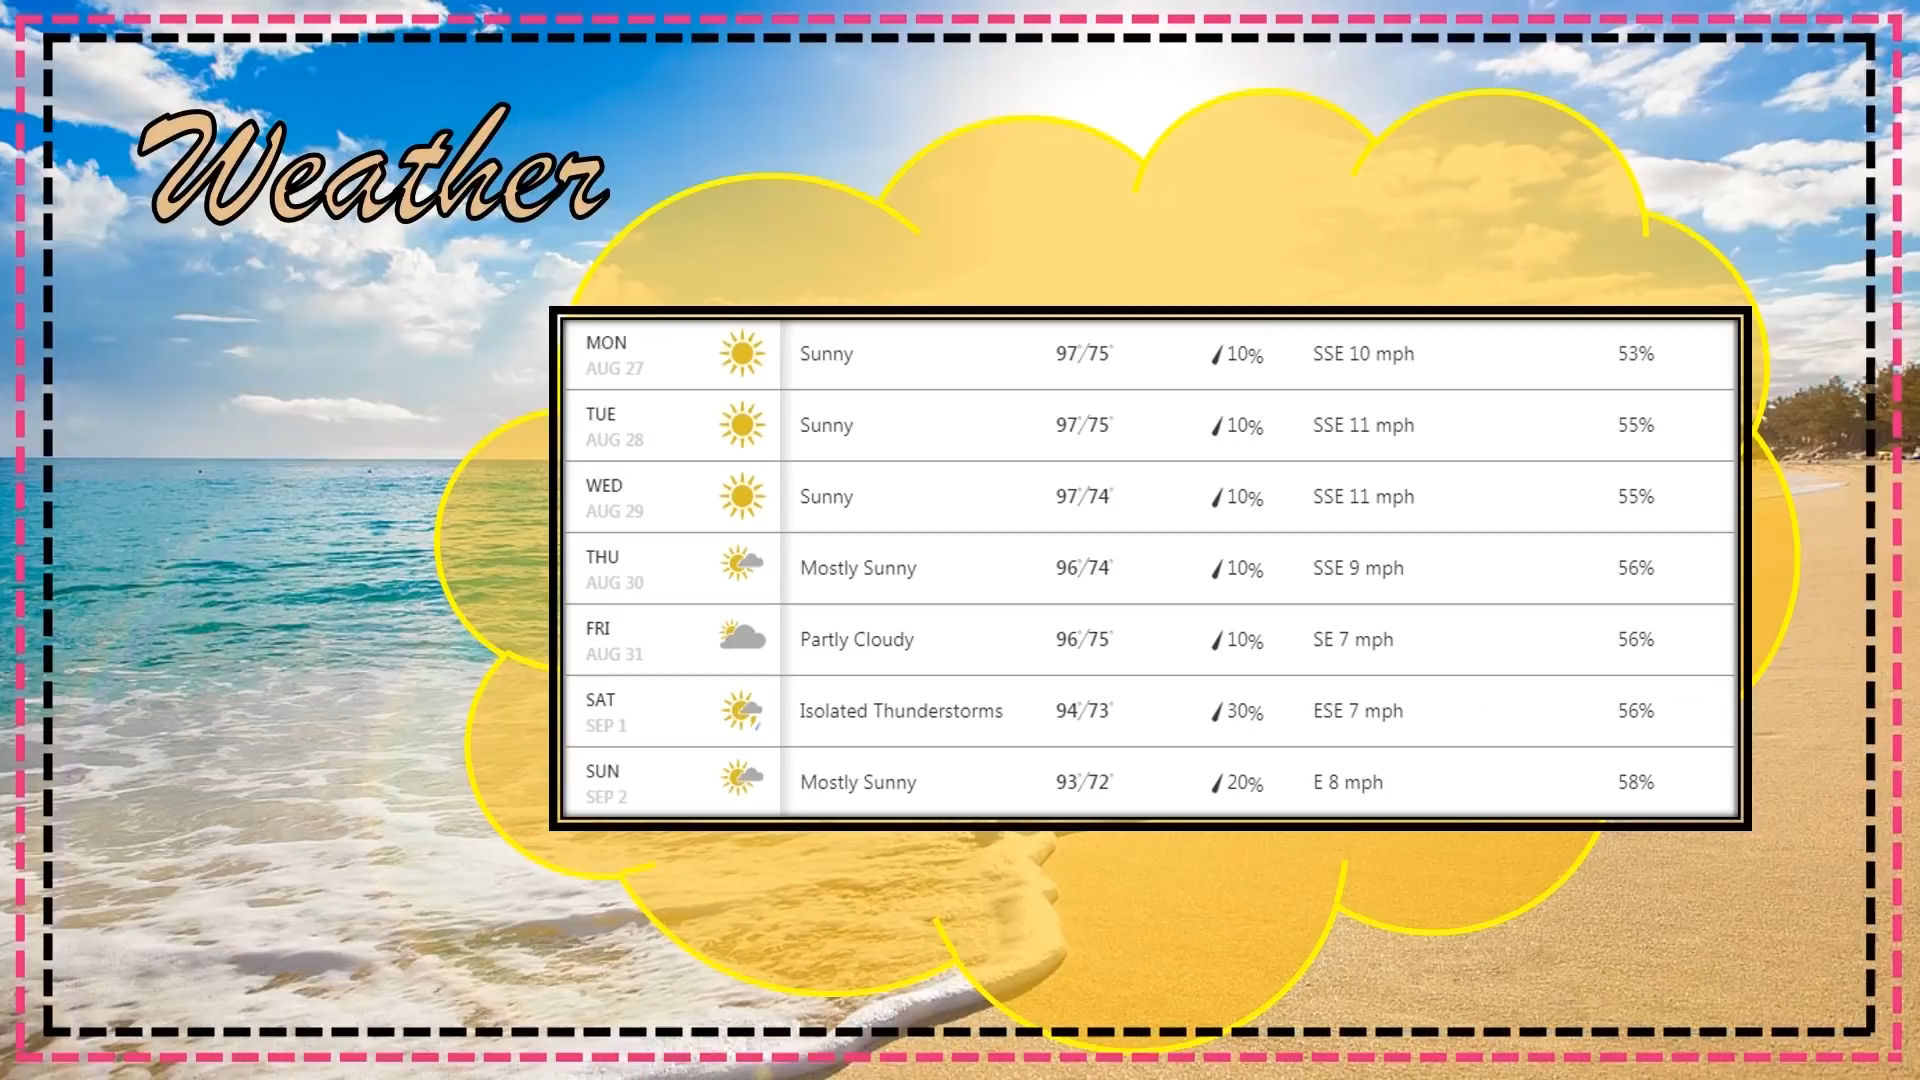 Weather
MON Sunny 97°/75° 10% SSE 10 mph 53%
AUG 27
TUE Sunny 97°/75° 10% SSE 11 mph 55%
AUG 28
WED Sunny 97°/74° 10% SSE 11 mph 55%
AUG 29
THU Mostly Sunny 96°/74° 10% SSE 9 mph 56%
AUG 30
FRI Partly Cloudy 96°/75° 10% SE 7 mph 56%
AUG 31
SAT Isolated Thunderstorms 94°/73° 30% ESE 7 mph 56%
SEP 1
SUN Mostly Sunny 93°/72° 20% E 8 mph 58%
SEP 2